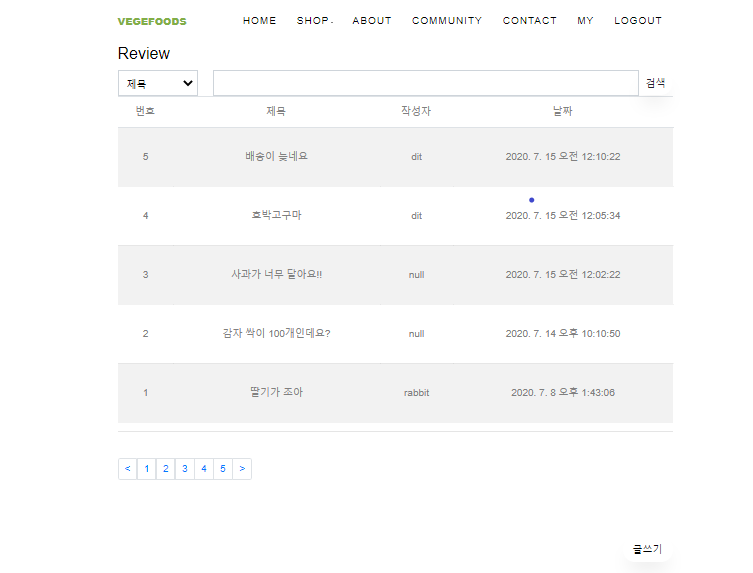 VEGEFOODS HOME SHOP ABOUT COMMUNITY CONTACT MY LOGOUT
Review
제목 검색
번호 제목 작성자 날짜
5 배송이 늦네요 dit 2020. 7. 15 오전 12:10:22
4 호박고구마 dit 2020. 7. 15 오전 12:05:34
3 사과가 너무 달아요!! null 2020. 7. 15 오전 12:02:22
2 감자 싹이 100개인데요? null 2020. 7. 14 오후 10:10:50
1 딸기가 조아 rabbit 2020. 7. 8 오후 1:43:06
< 1 2 3 4 5 >
글쓰기